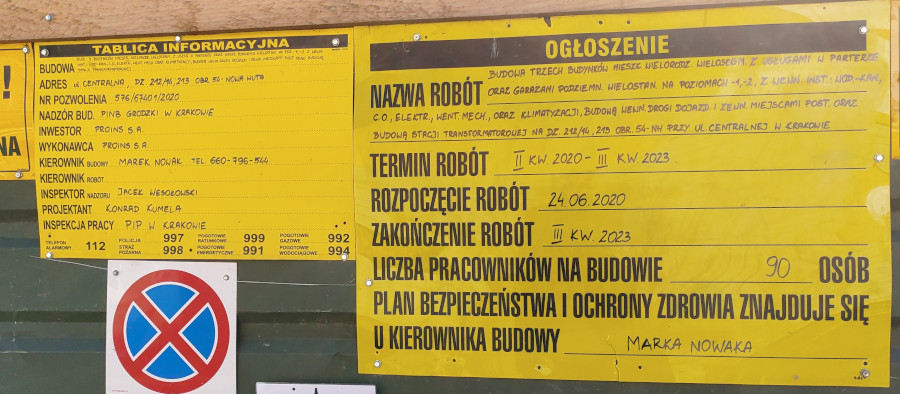 !
NA
TABLICA INFORMACYJNA
BUDOWA
ADRES ul. CENTRALNA, DZ. 212/14, 213 OBR. 54-NOWA HUTA
NR POZWOLENIA 576/6740.1/2020
NADZÓR BUD. PINB GRODZKI W KRAKOWIE
INWESTOR PROINS S.A.
WYKONAWCA PROINS S.A.
KIEROWNIK BUDOWY MAREK NOWAK TEL. 660-796-544
KIEROWNIK ROBÓT
INSPEKTOR NADZORU JACEK WESOŁOWSKI
PROJEKTANT KONRAD KUMELA
INSPEKCJA PRACY PIP W KRAKOWIE
TELEFON ALARMOWY 112 POLICJA 997 POGOTOWIE RATUNKOWE 999 POGOTOWIE GAZOWE 992
STRAŻ POŻARNA 998 POGOTOWIE ENERGETYCZNE 991 POGOTOWIE WODOCIĄGOWE 994
OGŁOSZENIE
NAZWA ROBÓT BUDOWA TRZECH BUDYNKÓW MIESZK. WIELORODZ. WIELOSEGM. Z USŁUGAMI W PARTERZE
ORAZ GARAŻAMI PODZIEMN. WIELOSTAN. NA POZIOMACH -1, -2, Z WEWN. INST.: WOD-KAN,
C.O., ELEKTR., WENT. MECH., ORAZ KLIMATYZACJI, BUDOWĄ WEWN. DROGI DOJAZD. I ZEWN. MIEJSCAMI POST. ORAZ
BUDOWĄ STACJI TRANSFORMATOROWEJ NA DZ. 212/14, 213 OBR. 54-NH PRZY UL. CENTRALNEJ W KRAKOWIE
TERMIN ROBÓT II KW. 2020 - III KW. 2023
ROZPOCZĘCIE ROBÓT 24.06.2020
ZAKOŃCZENIE ROBÓT III KW. 2023
LICZBA PRACOWNIKÓW NA BUDOWIE 90 OSÓB
PLAN BEZPIECZEŃSTWA I OCHRONY ZDROWIA ZNAJDUJE SIĘ
U KIEROWNIKA BUDOWY MARKA NOWAKA